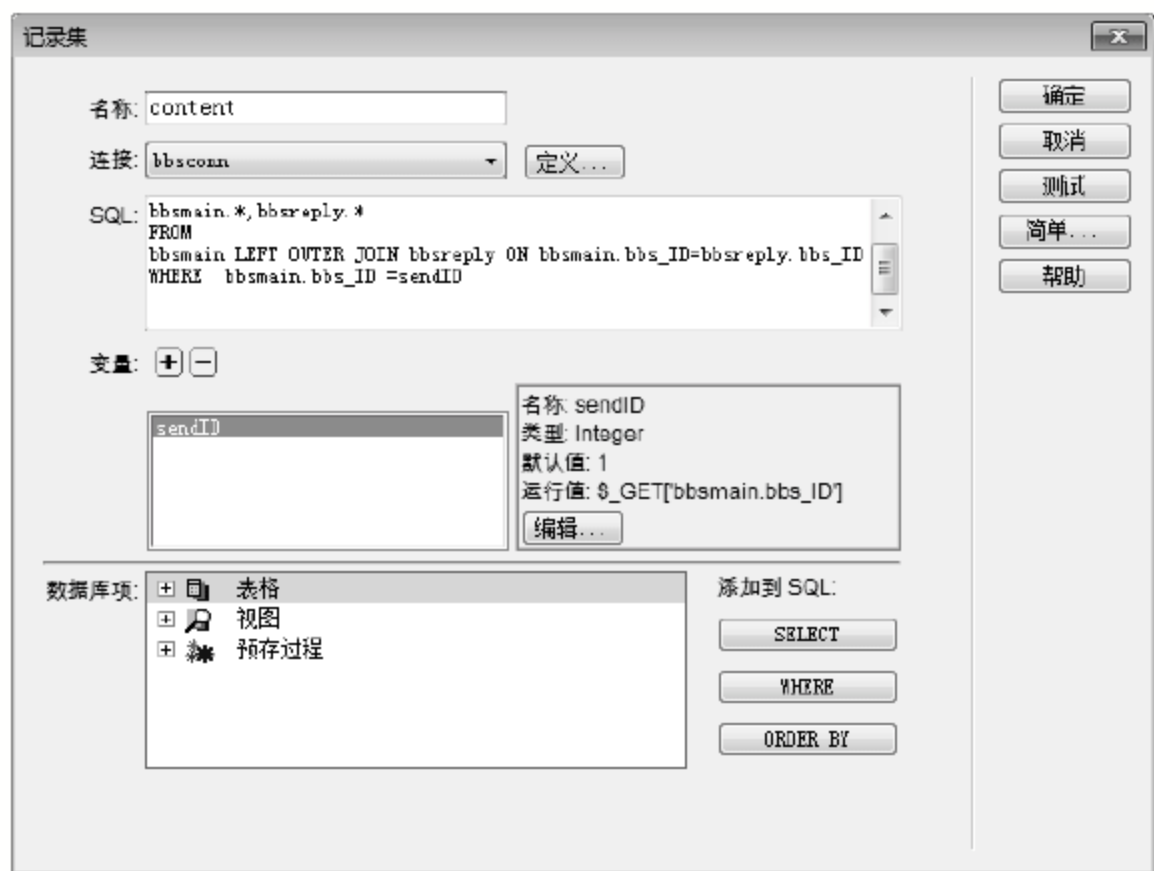 记录集
名称: content
连接: bbsconn 定义...
SQL: bbsmain.*,bbsreply.*
FROM
bbsmain LEFT OUTER JOIN bbsreply ON bbsmain.bbs_ID=bbsreply.bbs_ID
WHERE bbsmain.bbs_ID =sendID
变量:
sendID
名称: sendID
类型: Integer
默认值: 1
运行值: $_GET['bbsmain.bbs_ID']
编辑...
数据库项:
表格
视图
预存过程
添加到 SQL:
SELECT
WHERE
ORDER BY
确定
取消
测试
简单...
帮助